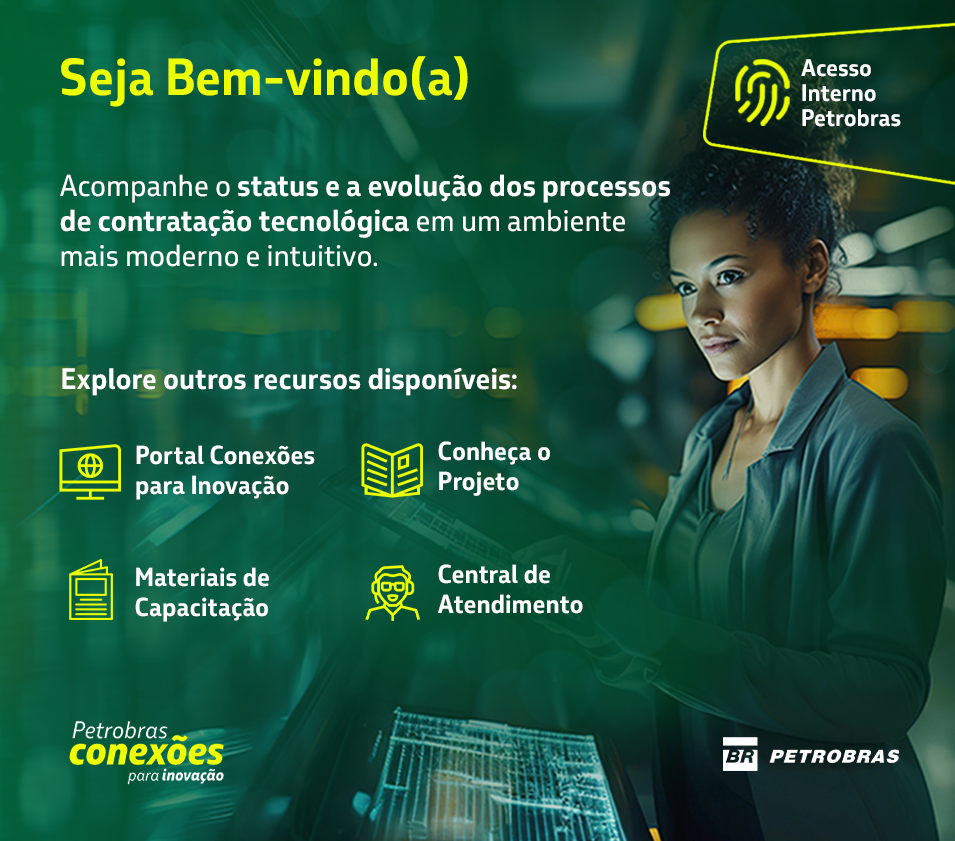 Seja Bem-vindo(a)
Acesso
Interno
Petrobras
Acompanhe o status e a evolução dos processos
de contratação tecnológica em um ambiente
mais moderno e intuitivo.
Explore outros recursos disponíveis:
Portal Conexões
para Inovação
Conheça o
Projeto
Materiais de
Capacitação
Central de
Atendimento
Petrobras
conexões
para inovação
BR PETROBRAS